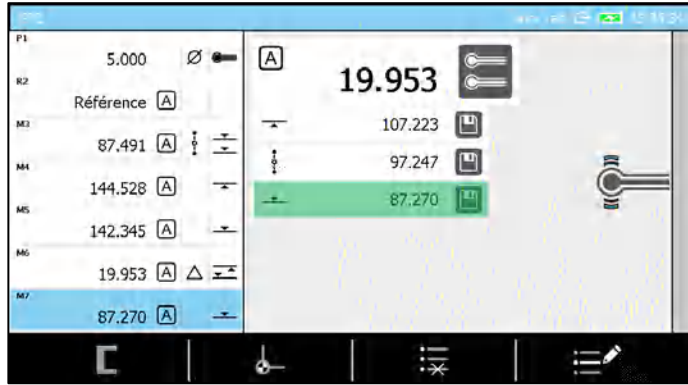 P1
5.000
R2
Référence A
M3
87.491 A
M4
144.528 A
M5
142.345 A
M6
19.953 A
M7
87.270 A
A
19.953
107.223
97.247
87.270